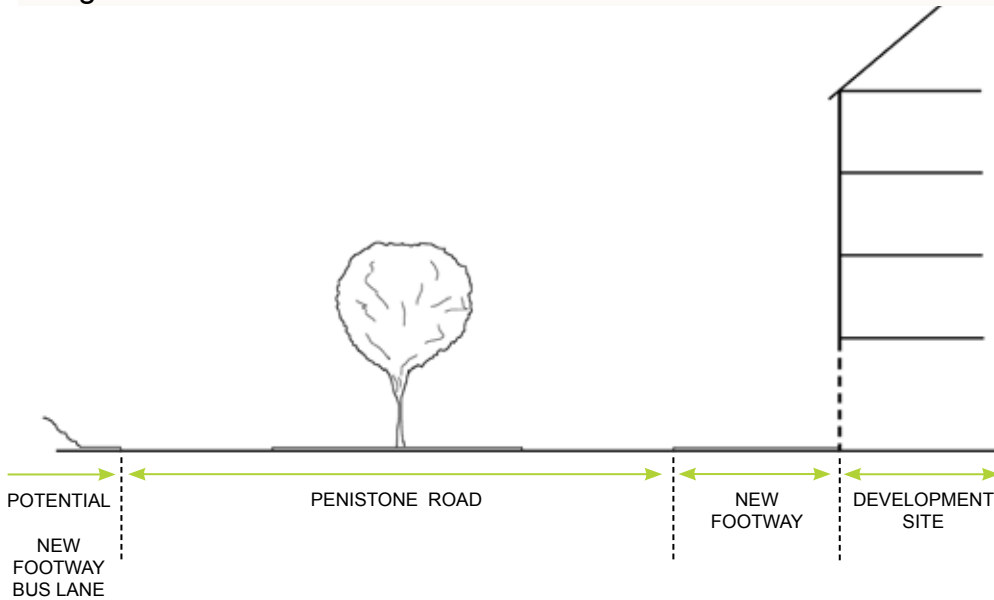 POTENTIAL
NEW
FOOTWAY
BUS LANE
PENISTONE ROAD
NEW
FOOTWAY
DEVELOPMENT
SITE